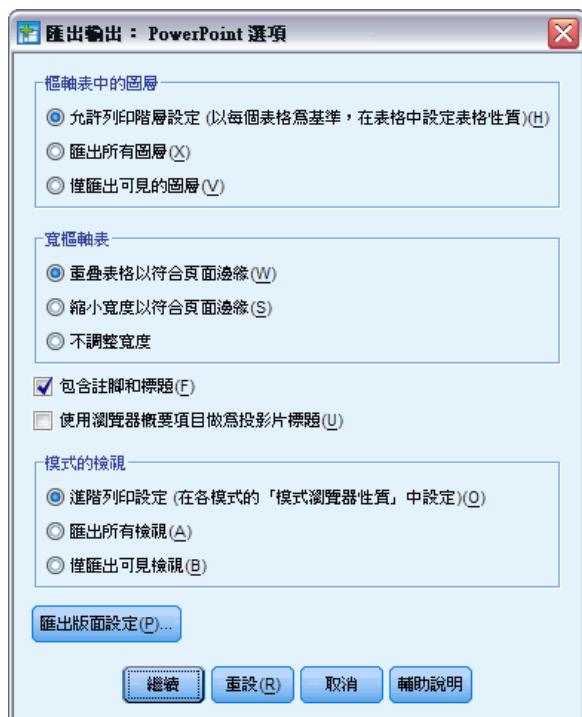 匯出輸出： PowerPoint 選項
樞軸表中的圖層
允許列印階層設定 (以每個表格為基準，在表格中設定表格性質)(H)
匯出所有圖層(X)
僅匯出可見的圖層(V)
寬樞軸表
重疊表格以符合頁面邊緣(W)
縮小寬度以符合頁面邊緣(S)
不調整寬度
包含註腳和標題(F)
使用瀏覽器概要項目做為投影片標題(U)
模式的檢視
進階列印設定 (在各模式的「模式瀏覽器性質」中設定)(O)
匯出所有檢視(A)
僅匯出可見檢視(B)
匯出版面設定(P)...
繼續 重設(R) 取消 輔助說明